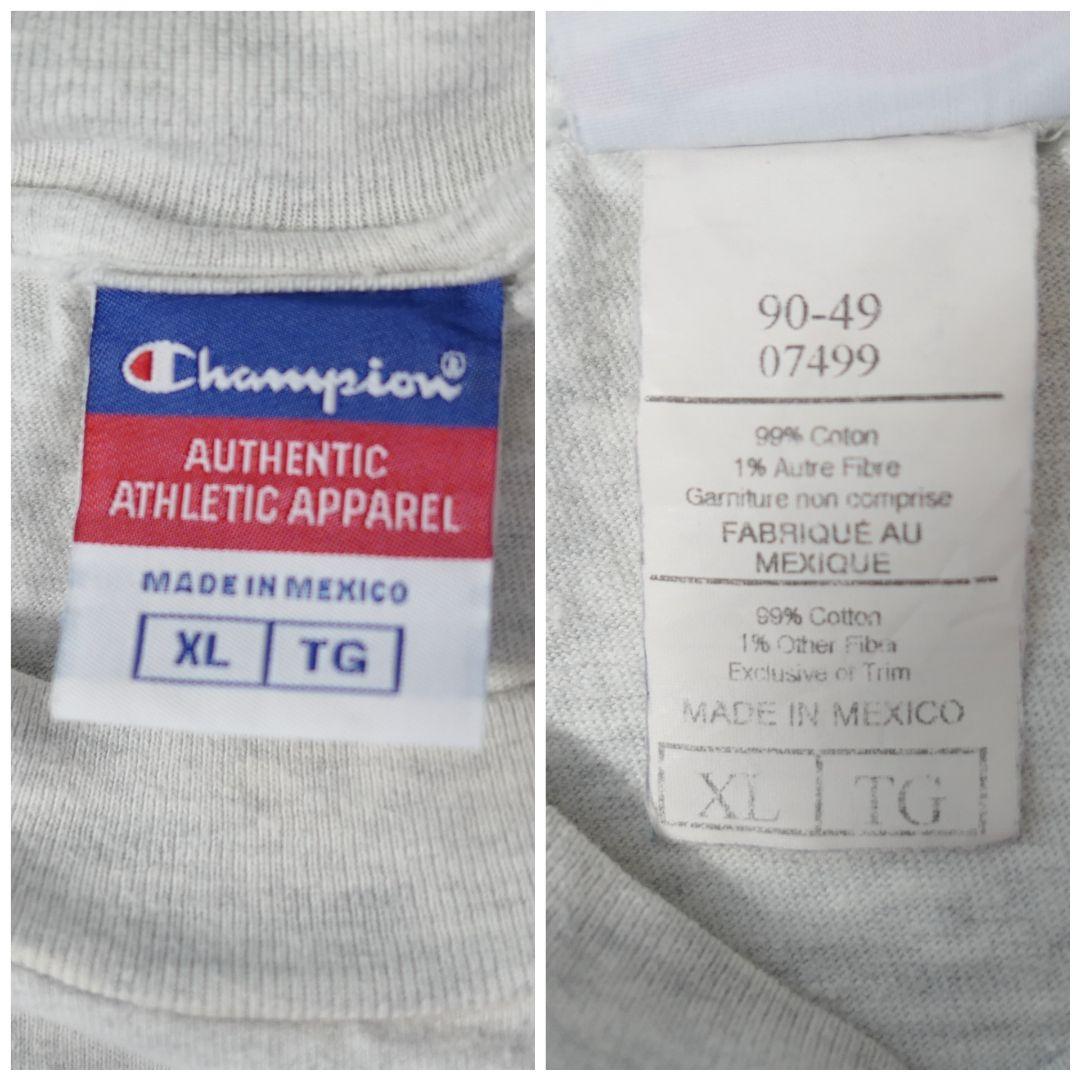 Champion®
AUTHENTIC
ATHLETIC APPAREL
MADE IN MEXICO
XL TG
90-49
07499
99% Coton
1% Autre Fibre
Garniture non comprise
FABRIQUÉ AU
MEXIQUE
99% Cotton
1% Other Fiber
Exclusive of Trim
MADE IN MEXICO
XL TG